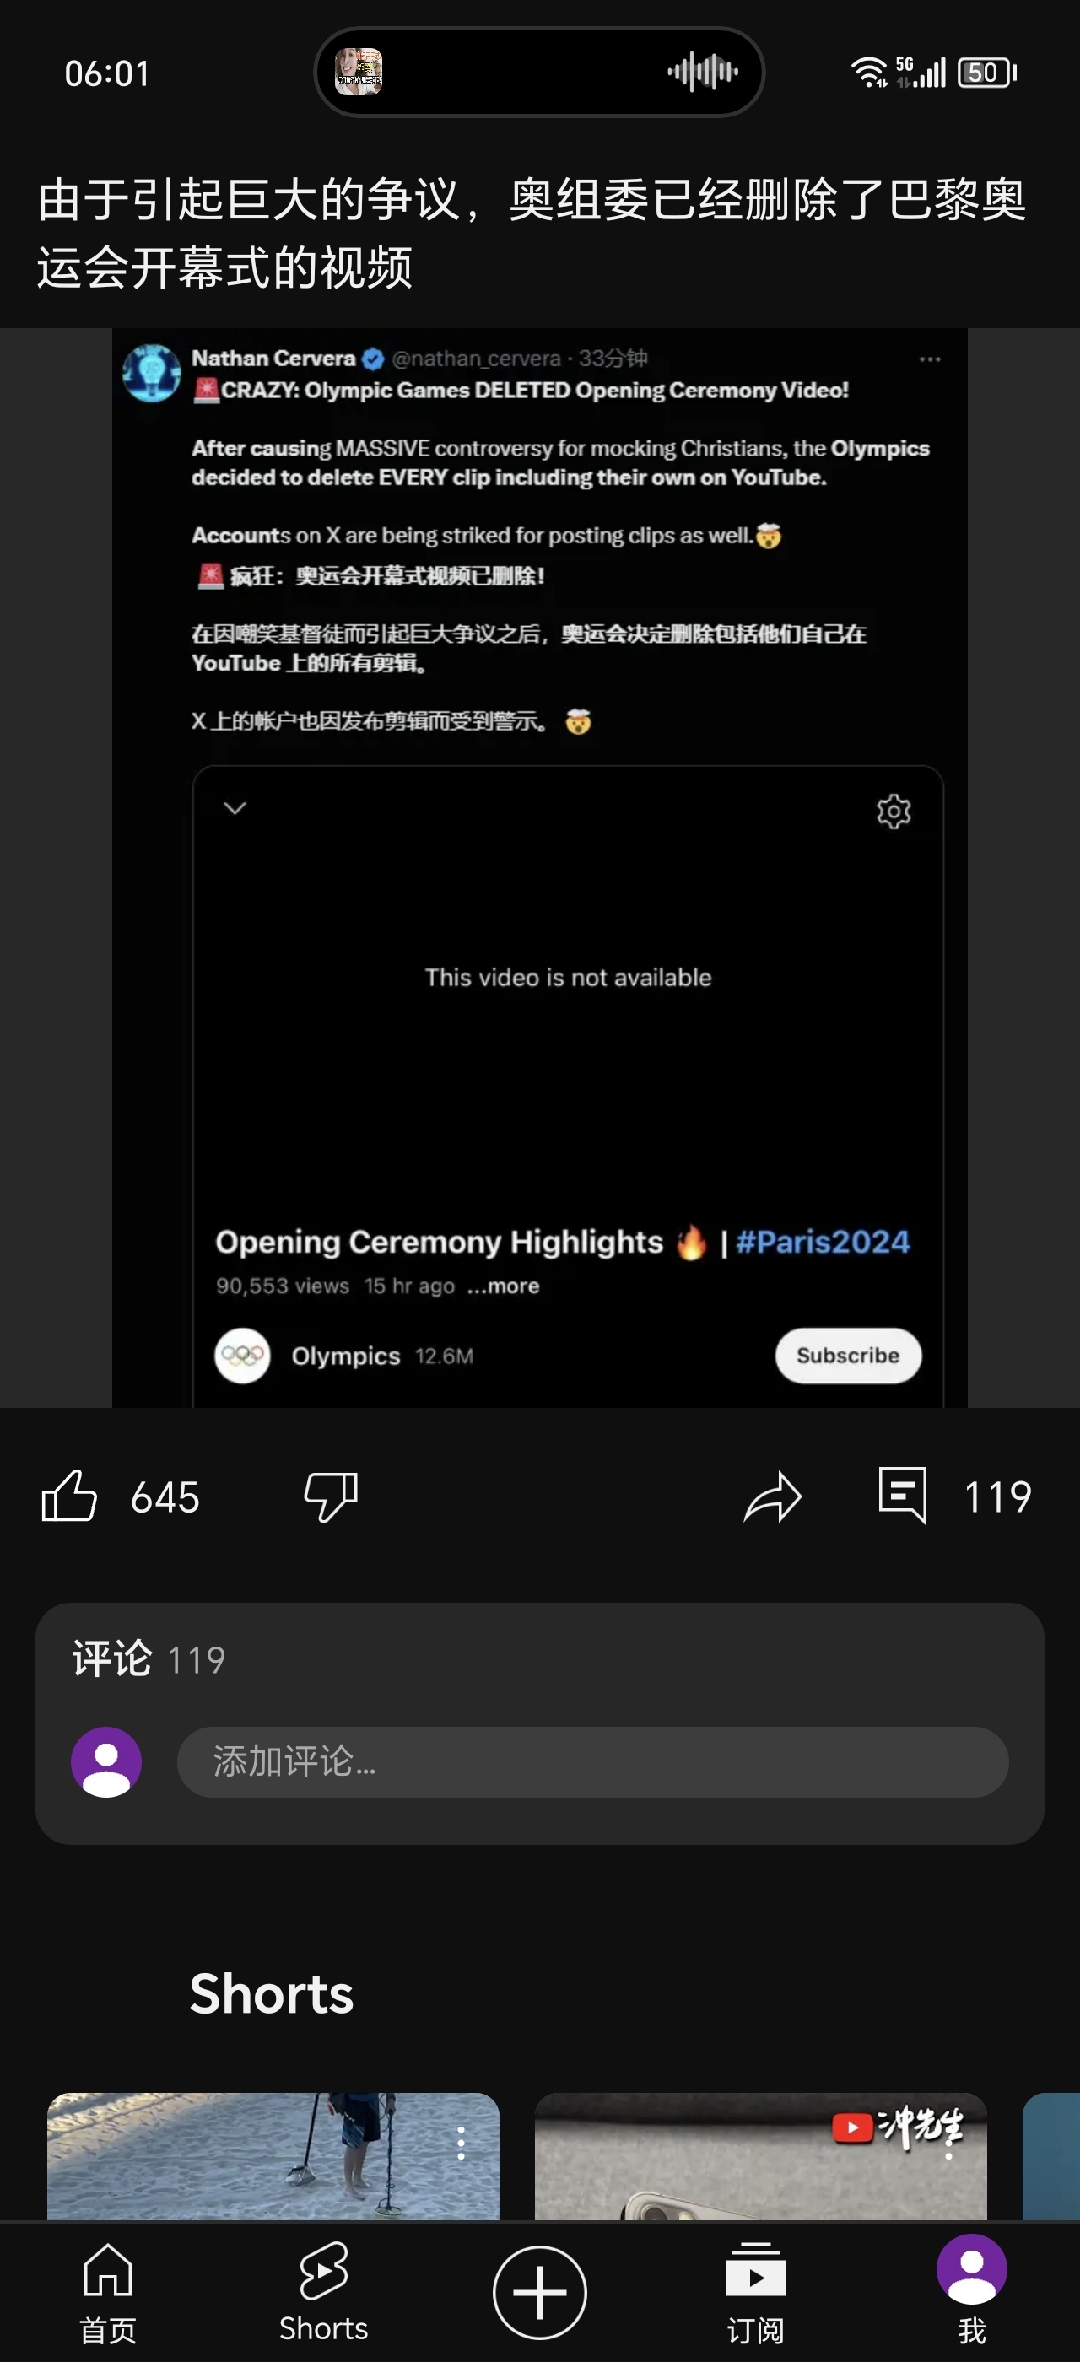 06:01
5G
50
由于引起巨大的争议，奥组委已经删除了巴黎奥
运会开幕式的视频
Nathan Cervera @nathan_cervera · 33分钟
🚨CRAZY: Olympic Games DELETED Opening Ceremony Video!
After causing MASSIVE controversy for mocking Christians, the Olympics
decided to delete EVERY clip including their own on YouTube.
Accounts on X are being striked for posting clips as well.🤯
🚨疯狂：奥运会开幕式视频已删除！
在因嘲笑基督徒而引起巨大争议之后，奥运会决定删除包括他们自己在
YouTube 上的所有剪辑。
X 上的帐户也因发布剪辑而受到警示。 🤯
This video is not available
Opening Ceremony Highlights 🔥 | #Paris2024
90,553 views 15 hr ago ...more
Olympics 12.6M
Subscribe
645
119
评论 119
添加评论...
Shorts
冲先生
首页
Shorts
订阅
我